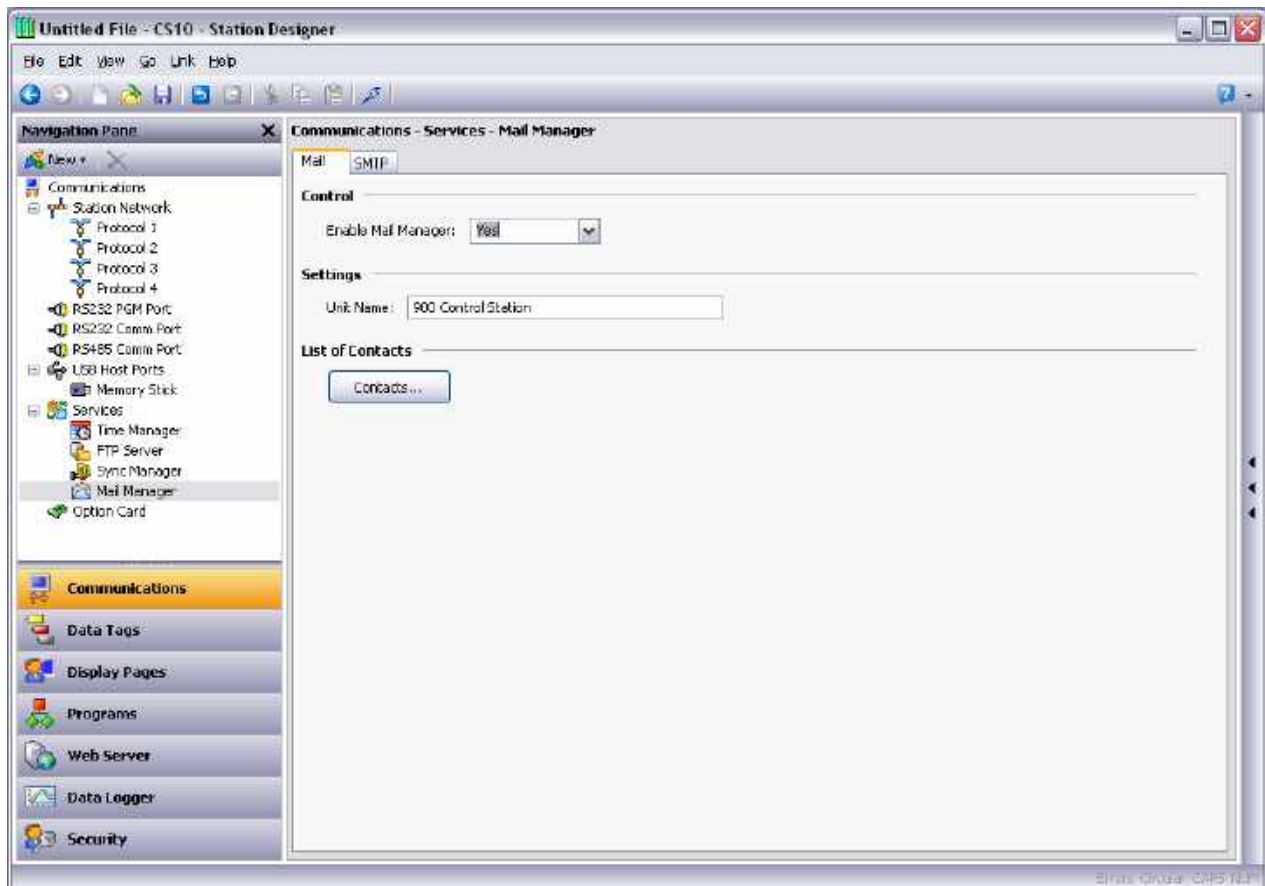 Untitled File - CS10 - Station Designer
File Edit View Go Link Help
Navigation Pane
New
Communications
Station Network
Protocol 1
Protocol 2
Protocol 3
Protocol 4
RS232 PGM Port
RS232 Comm Port
RS485 Comm Port
USB Host Ports
Memory Stick
Services
Time Manager
FTP Server
Sync Manager
Mail Manager
Option Card
Communications
Data Tags
Display Pages
Programs
Web Server
Data Logger
Security
Communications - Services - Mail Manager
Mail SMTP
Control
Enable Mail Manager: Yes
Settings
Unit Name: 900 Control Station
List of Contacts
Contacts...
Errors Circular CAPS NUM